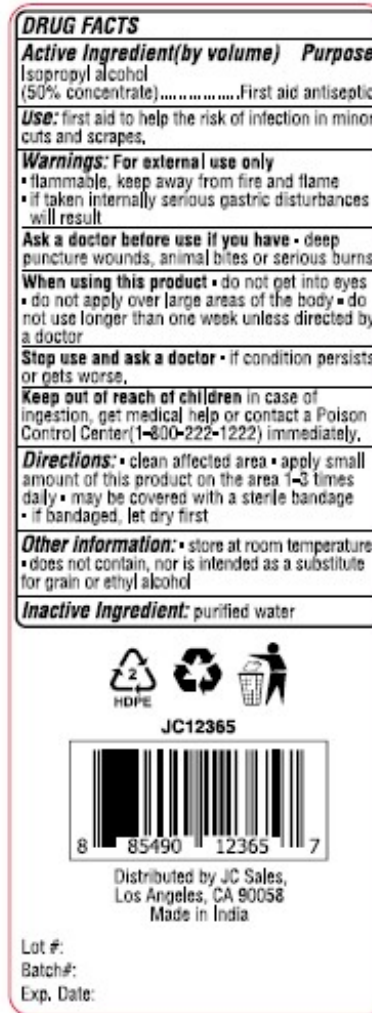 DRUG FACTS
Active Ingredient(by volume) Purpose
Isopropyl alcohol
(50% concentrate)................First aid antiseptic
Use: first aid to help the risk of infection in minor
cuts and scrapes.
Warnings: For external use only
▪ flammable, keep away from fire and flame
▪ if taken internally serious gastric disturbances
will result
Ask a doctor before use if you have ▪ deep
puncture wounds, animal bites or serious burns
When using this product ▪ do not get into eyes
▪ do not apply over large areas of the body ▪ do
not use longer than one week unless directed by
a doctor
Stop use and ask a doctor ▪ if condition persists
or gets worse.
Keep out of reach of children in case of
ingestion, get medical help or contact a Poison
Control Center(1-800-222-1222) immediately.
Directions: ▪ clean affected area ▪ apply small
amount of this product on the area 1-3 times
daily ▪ may be covered with a sterile bandage
▪ if bandaged, let dry first
Other information: ▪ store at room temperature
▪ does not contain, nor is intended as a substitute
for grain or ethyl alcohol
Inactive Ingredient: purified water
2
HDPE
JC12365
8 85490 12365 7
Distributed by JC Sales,
Los Angeles, CA 90058
Made in India
Lot #:
Batch#:
Exp. Date: